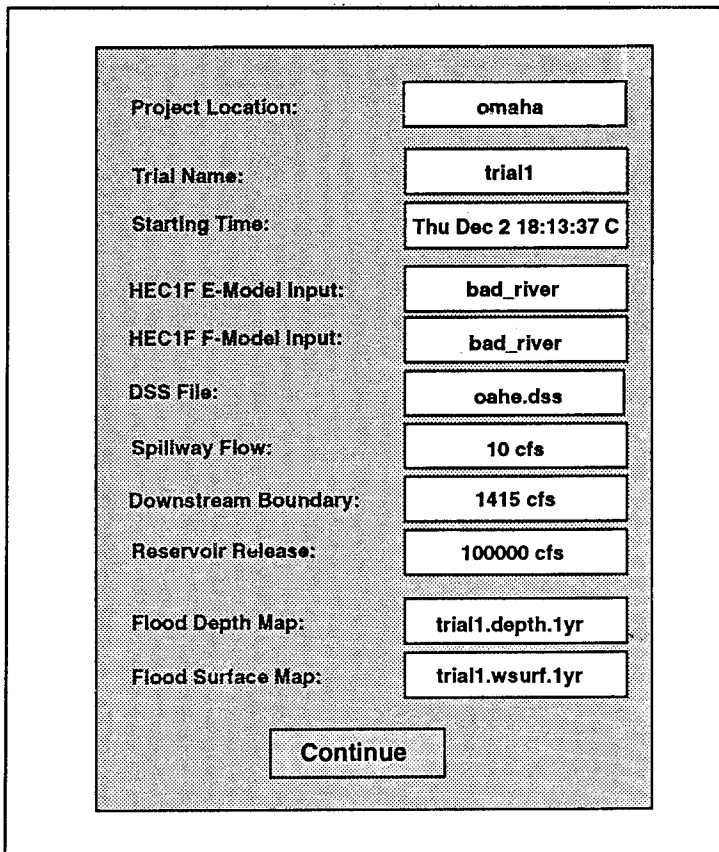 Project Location: omaha
Trial Name: trial1
Starting Time: Thu Dec 2 18:13:37 C
HEC1F E-Model Input: bad_river
HEC1F F-Model Input: bad_river
DSS File: oahe.dss
Spillway Flow: 10 cfs
Downstream Boundary: 1415 cfs
Reservoir Release: 100000 cfs
Flood Depth Map: trial1.depth.1yr
Flood Surface Map: trial1.wsurf.1yr
Continue